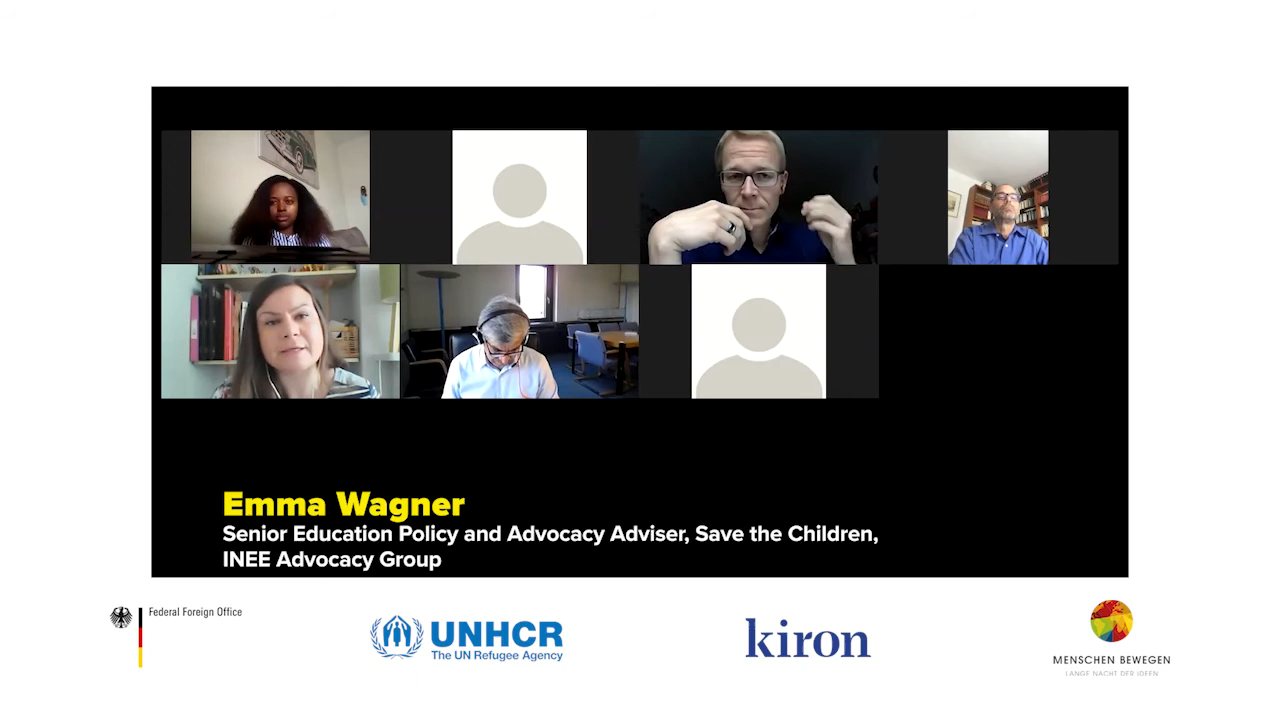 Emma Wagner
Senior Education Policy and Advocacy Adviser, Save the Children,
INEE Advocacy Group
Federal Foreign Office
UNHCR
The UN Refugee Agency
kiron
MENSCHEN BEWEGEN
LANGE NACHT DER IDEEN